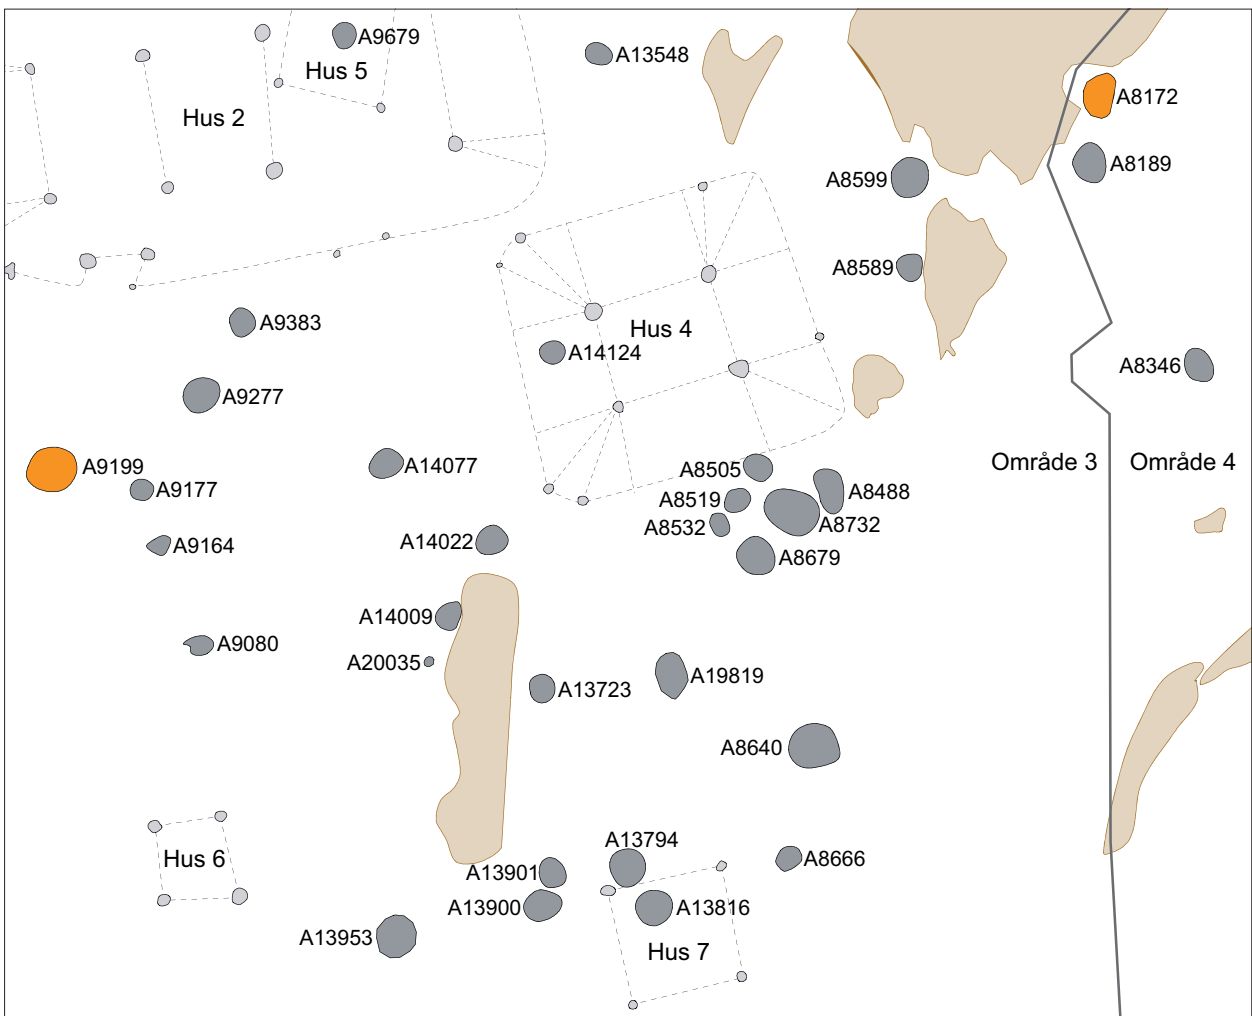 A9679
A13548
Hus 5
A8172
Hus 2
A8189
A8599
A8589
A9383
Hus 4
A14124
A8346
A9277
A9199
A14077
A8505
Område 3
Område 4
A9177
A8519
A8488
A8532
A8732
A9164
A14022
A8679
A14009
A9080
A20035
A13723
A19819
A8640
A13794
Hus 6
A13901
A8666
A13900
A13816
A13953
Hus 7